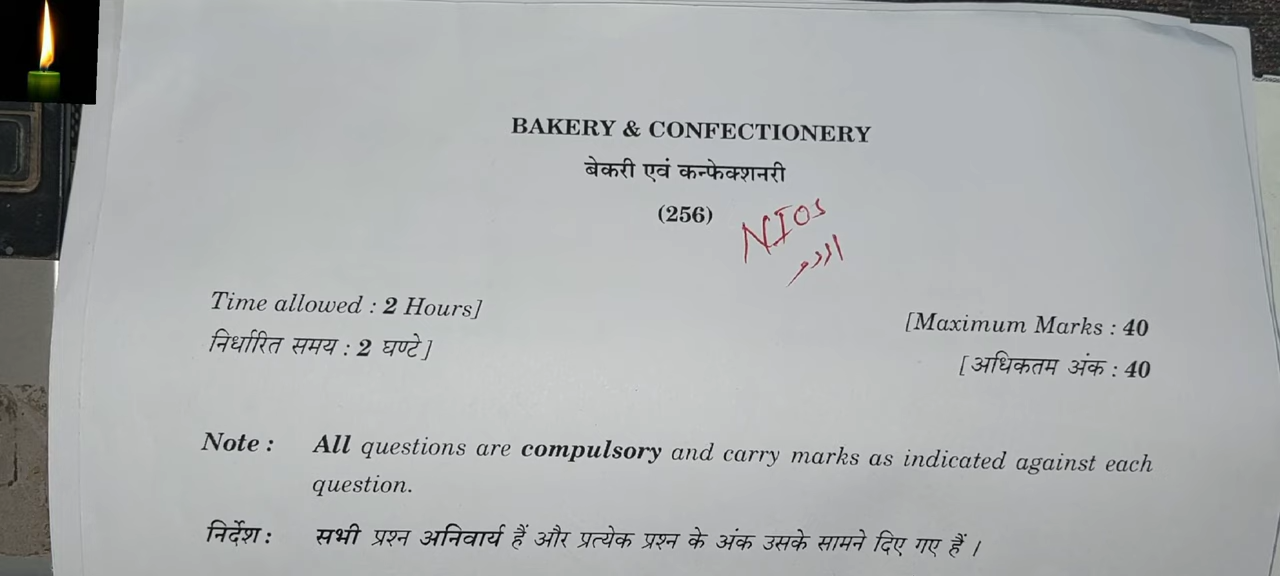 BAKERY & CONFECTIONERY
बेकरी एवं कन्फेक्शनरी
(256)
NIOS
اردو
Time allowed : 2 Hours]
[Maximum Marks : 40
निर्धारित समय : 2 घण्टे]
[अधिकतम अंक : 40
Note : All questions are compulsory and carry marks as indicated against each
question.
निर्देश : सभी प्रश्न अनिवार्य हैं और प्रत्येक प्रश्न के अंक उसके सामने दिए गए हैं ।